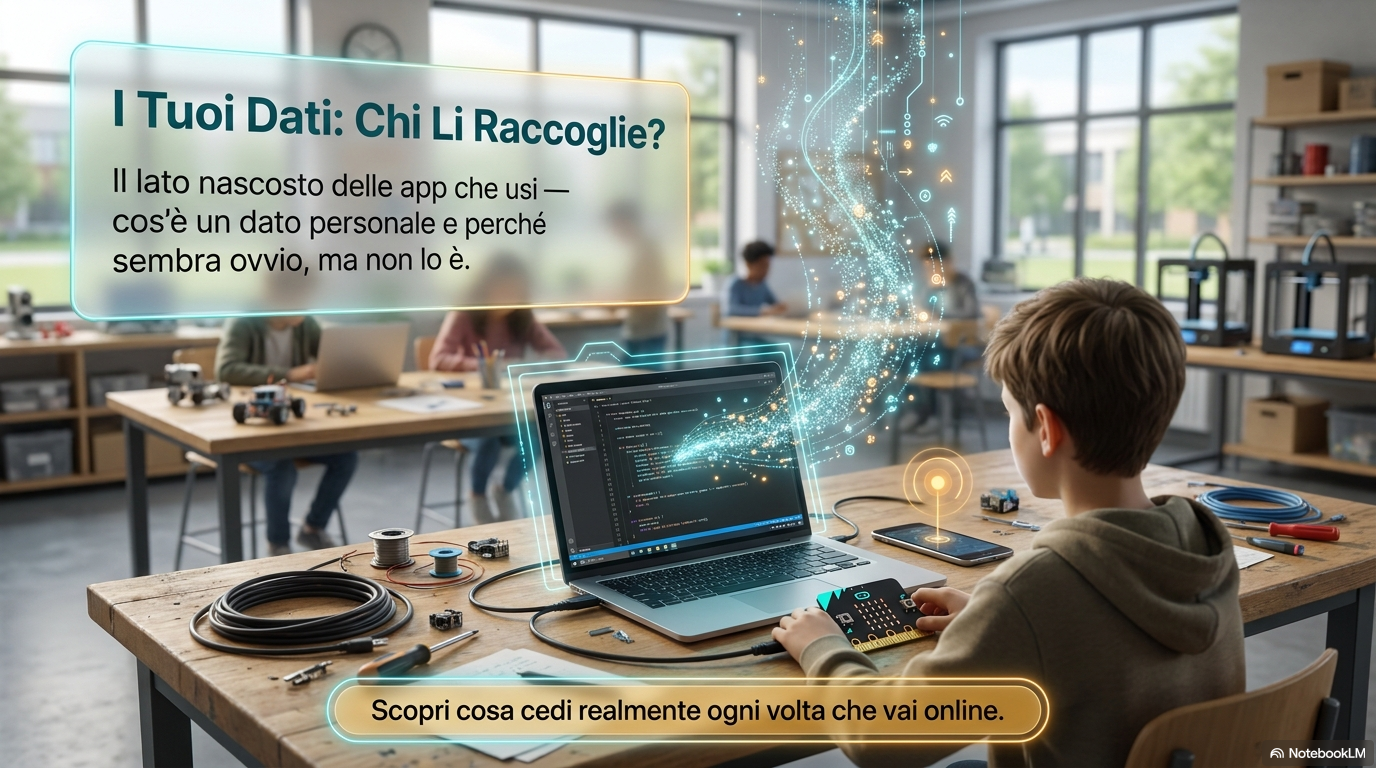 I Tuoi Dati: Chi Li Raccoglie?
Il lato nascosto delle app che usi —
cos'è un dato personale e perché
sembra ovvio, ma non lo è.
Scopri cosa cedi realmente ogni volta che vai online.
NotebookLM